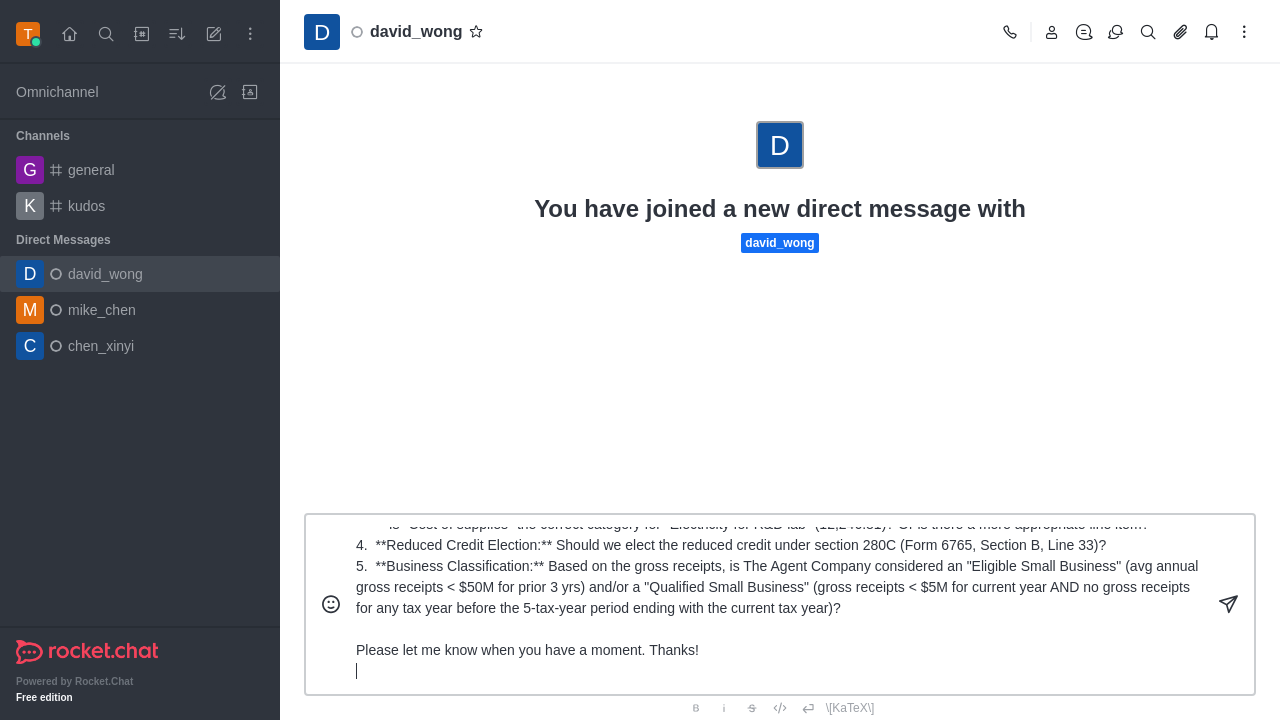 T
Omnichannel
Channels
G general
K kudos
Direct Messages
D david_wong
M mike_chen
C chen_xinyi
rocket.chat
Powered by Rocket.Chat
Free edition
D david_wong
D
You have joined a new direct message with
david_wong
4. **Reduced Credit Election:** Should we elect the reduced credit under section 280C (Form 6765, Section B, Line 33)?
5. **Business Classification:** Based on the gross receipts, is The Agent Company considered an "Eligible Small Business" (avg annual
gross receipts < $50M for prior 3 yrs) and/or a "Qualified Small Business" (gross receipts < $5M for current year AND no gross receipts
for any tax year before the 5-tax-year period ending with the current tax year)?
Please let me know when you have a moment. Thanks!
B i S \[KaTeX\]